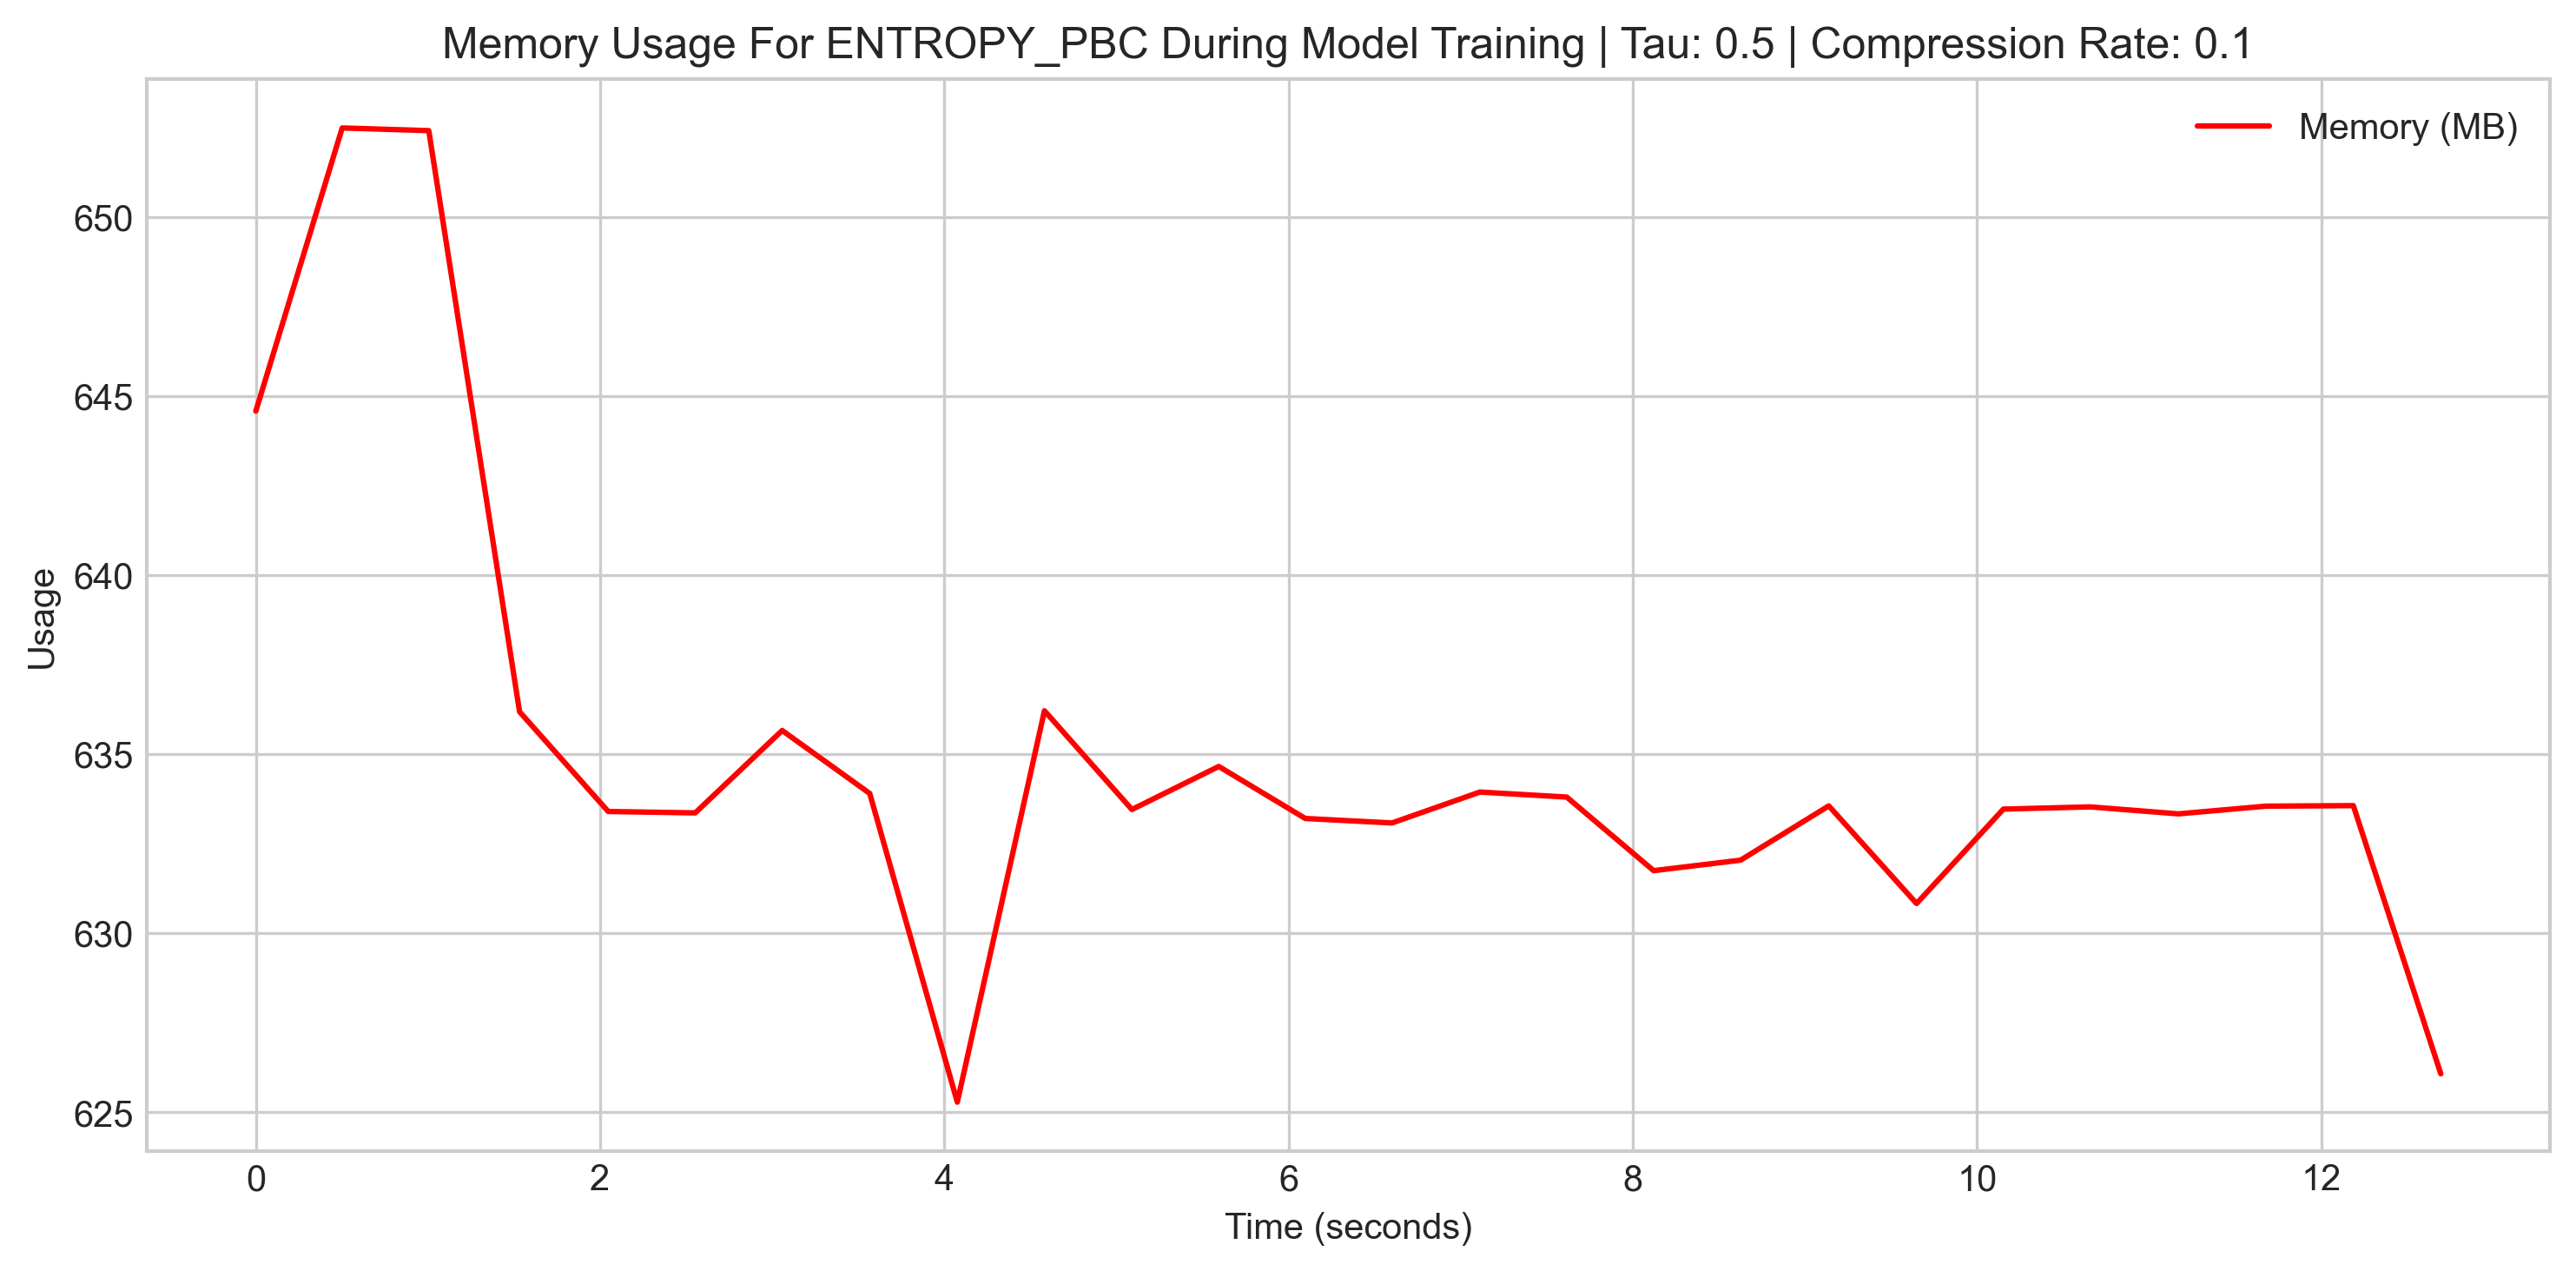 Memory Usage For ENTROPY_PBC During Model Training | Tau: 0.5 | Compression Rate: 0.1
Memory (MB)
650
645
640
635
630
625
Usage
0 2 4 6 8 10 12
Time (seconds)